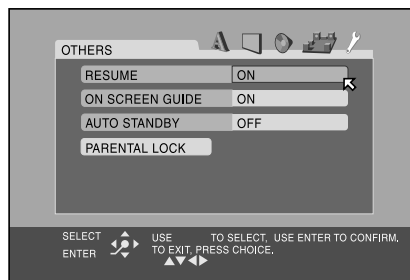 OTHERS
RESUME ON
ON SCREEN GUIDE ON
AUTO STANDBY OFF
PARENTAL LOCK
SELECT
ENTER
USE TO SELECT, USE ENTER TO CONFIRM.
TO EXIT, PRESS CHOICE.